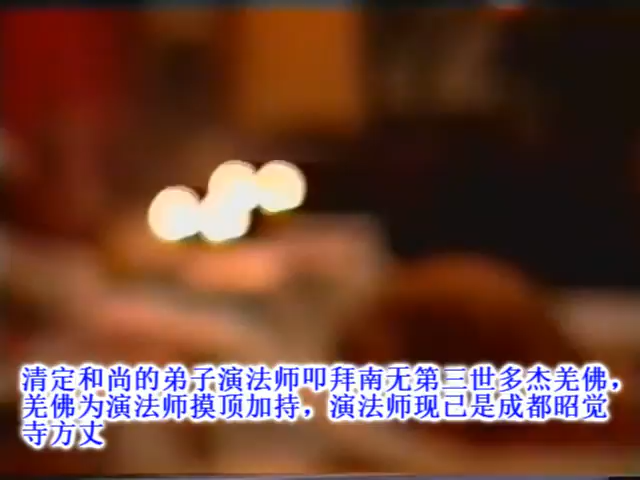 清定和尚的弟子演法师叩拜南无第三世多杰羌佛，
羌佛为演法师摸顶加持，演法师现已是成都昭觉
寺方丈